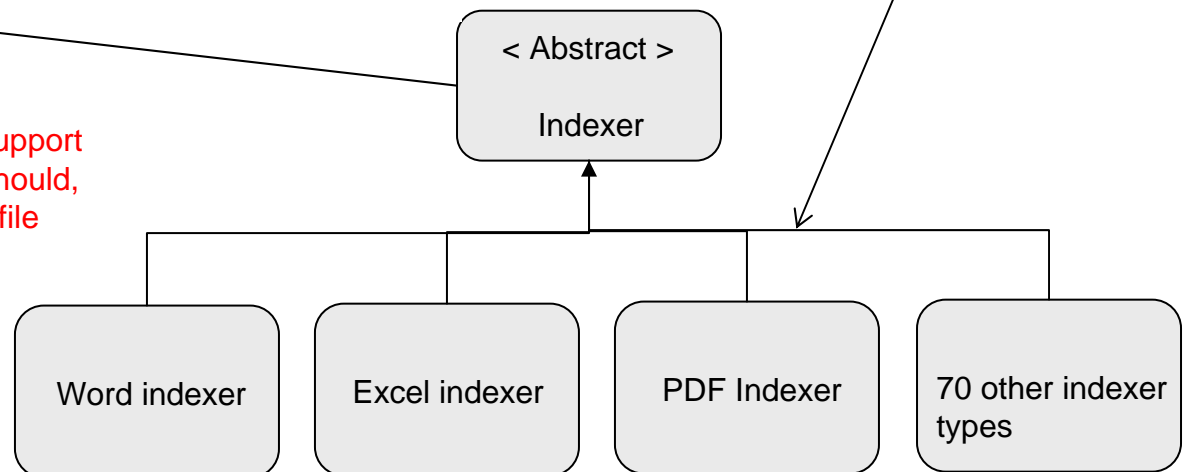 < Abstract >
Indexer
upport
hould,
file
Word indexer
Excel indexer
PDF Indexer
70 other indexer
types